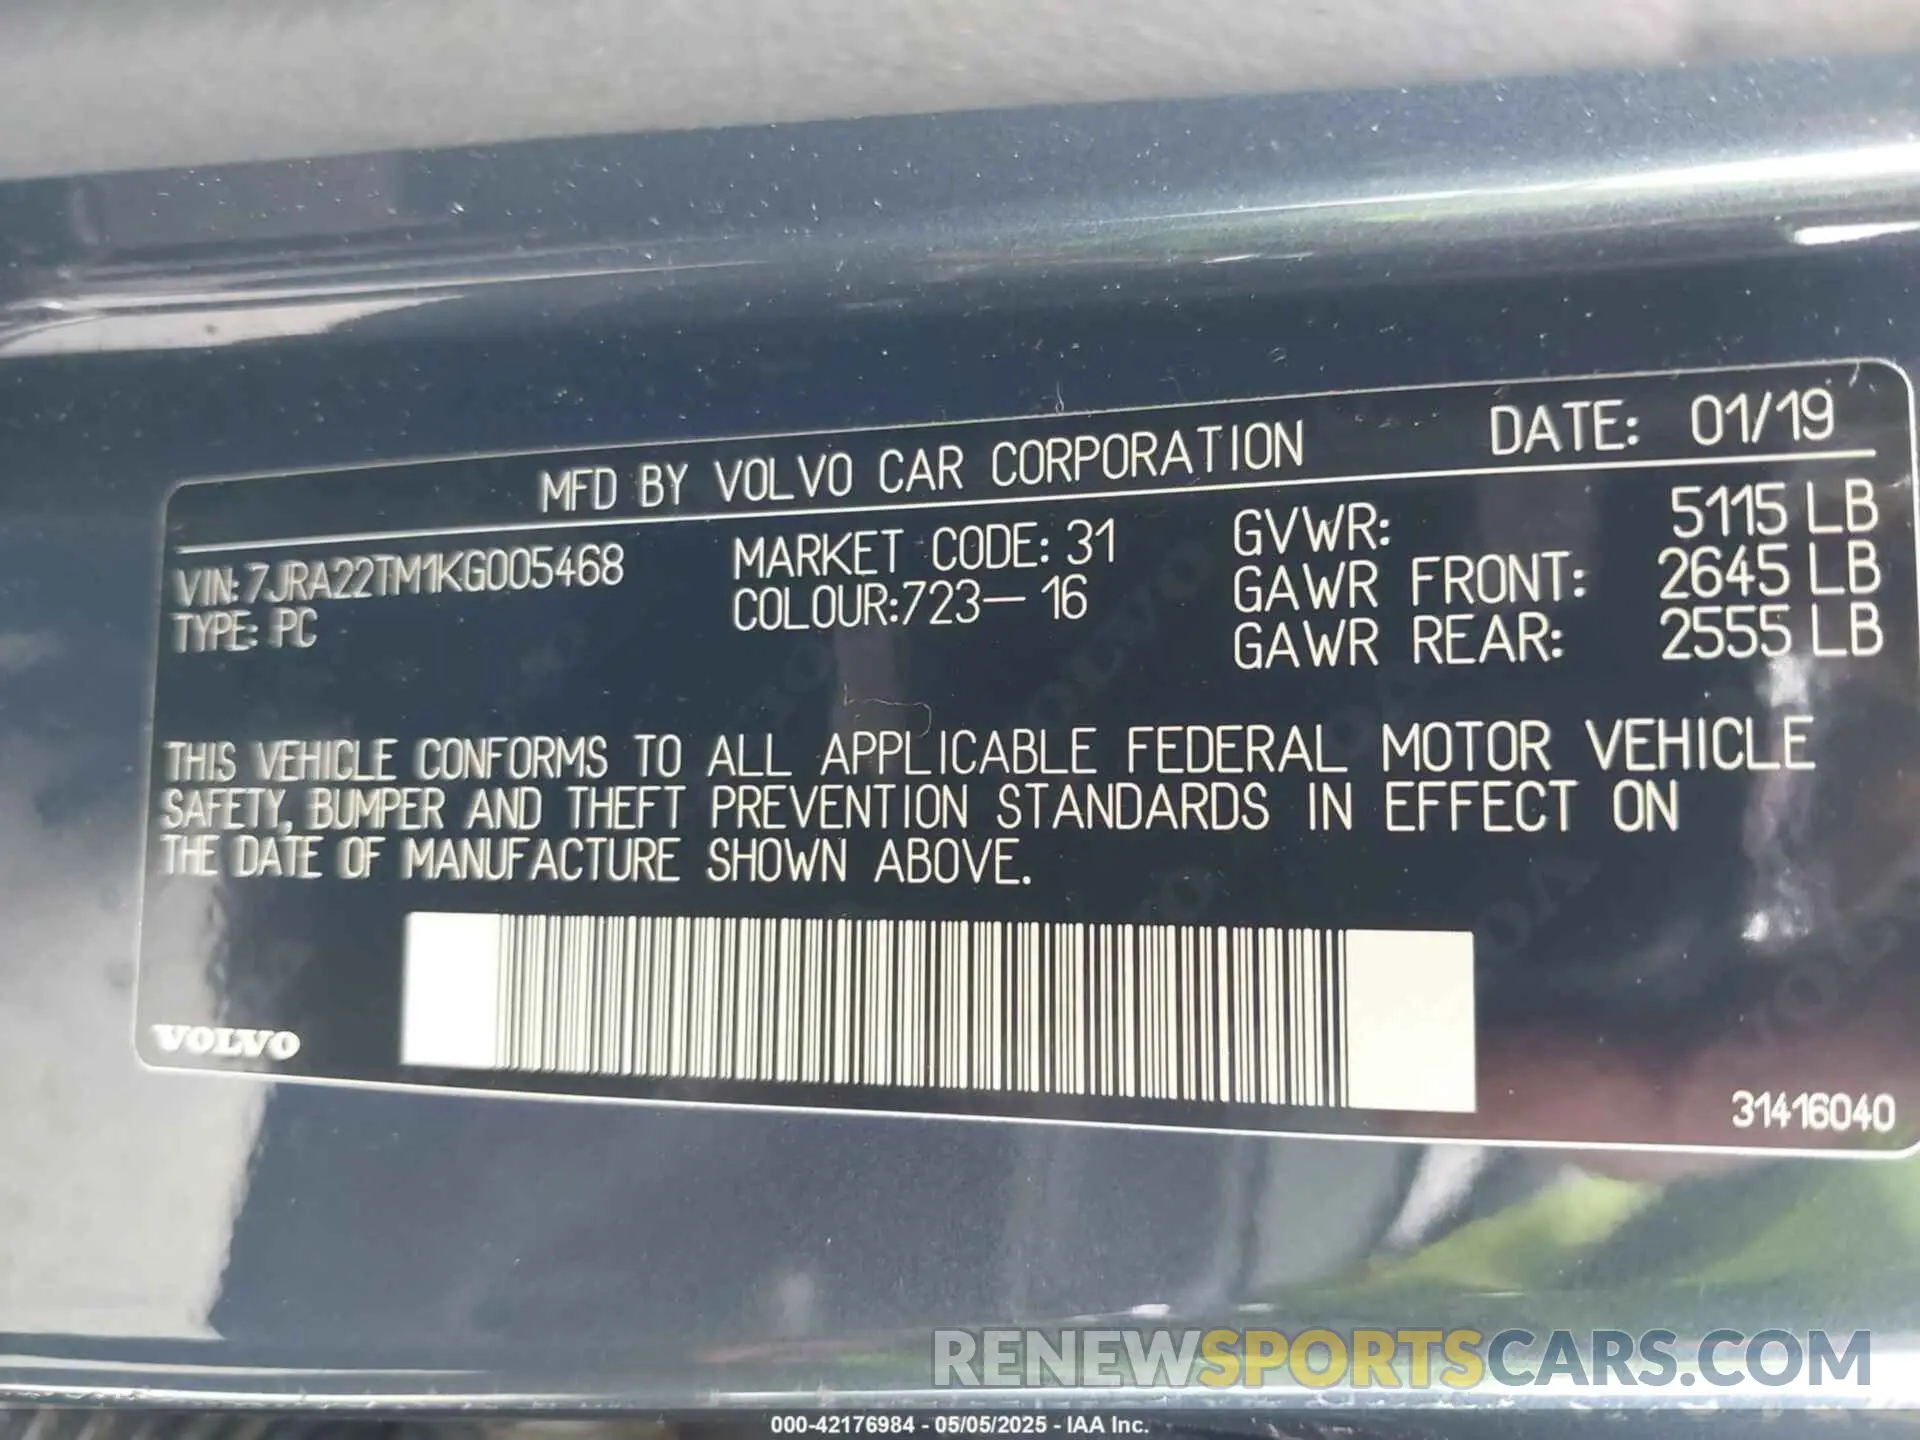 MFD BY VOLVO CAR CORPORATION DATE: 01/19
VIN: 7JRA22TM1KG005468 MARKET CODE: 31 GVWR: 5115 LB
TYPE: PC COLOUR:723-16 GAWR FRONT: 2645 LB
GAWR REAR: 2555 LB
THIS VEHICLE CONFORMS TO ALL APPLICABLE FEDERAL MOTOR VEHICLE
SAFETY, BUMPER AND THEFT PREVENTION STANDARDS IN EFFECT ON
THE DATE OF MANUFACTURE SHOWN ABOVE.
VOLVO
31416040
RENEWSPORTSCARS.COM
000-42176984 - 05/05/2025 - IAA Inc.